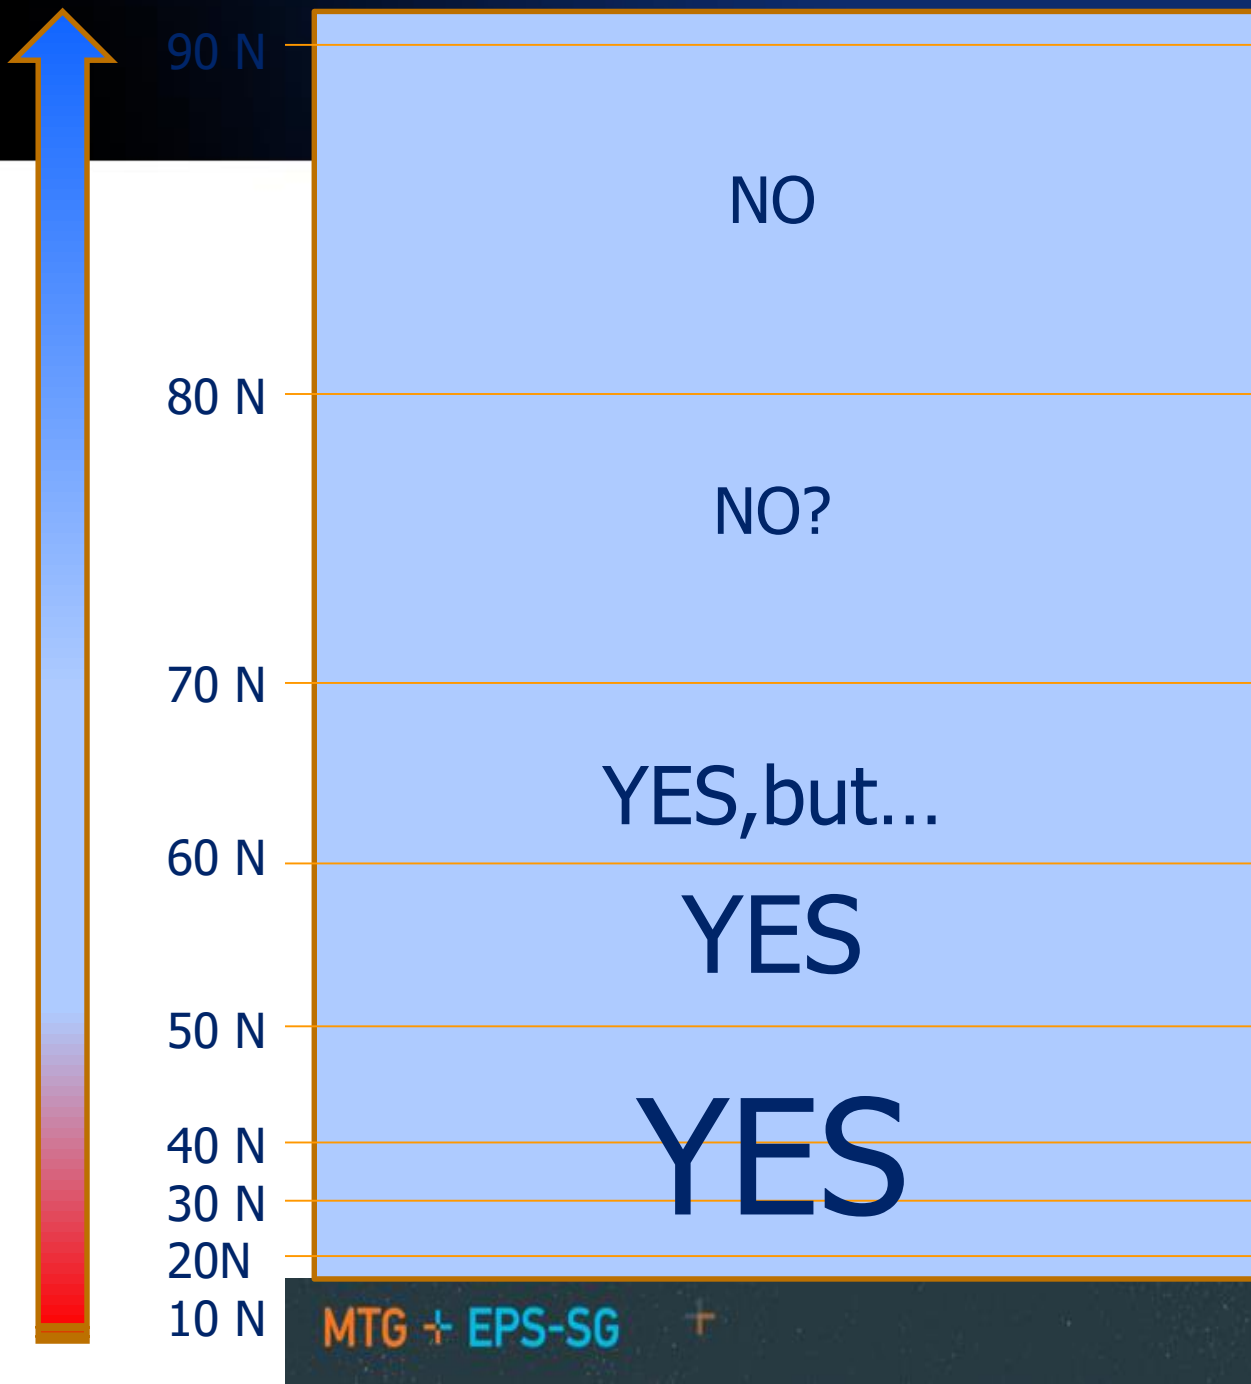 90 N
NO
80 N
NO?
70 N
YES,but...
60 N
YES
50 N
YES
40 N
30 N
20N
10 N
MTG + EPS-SG